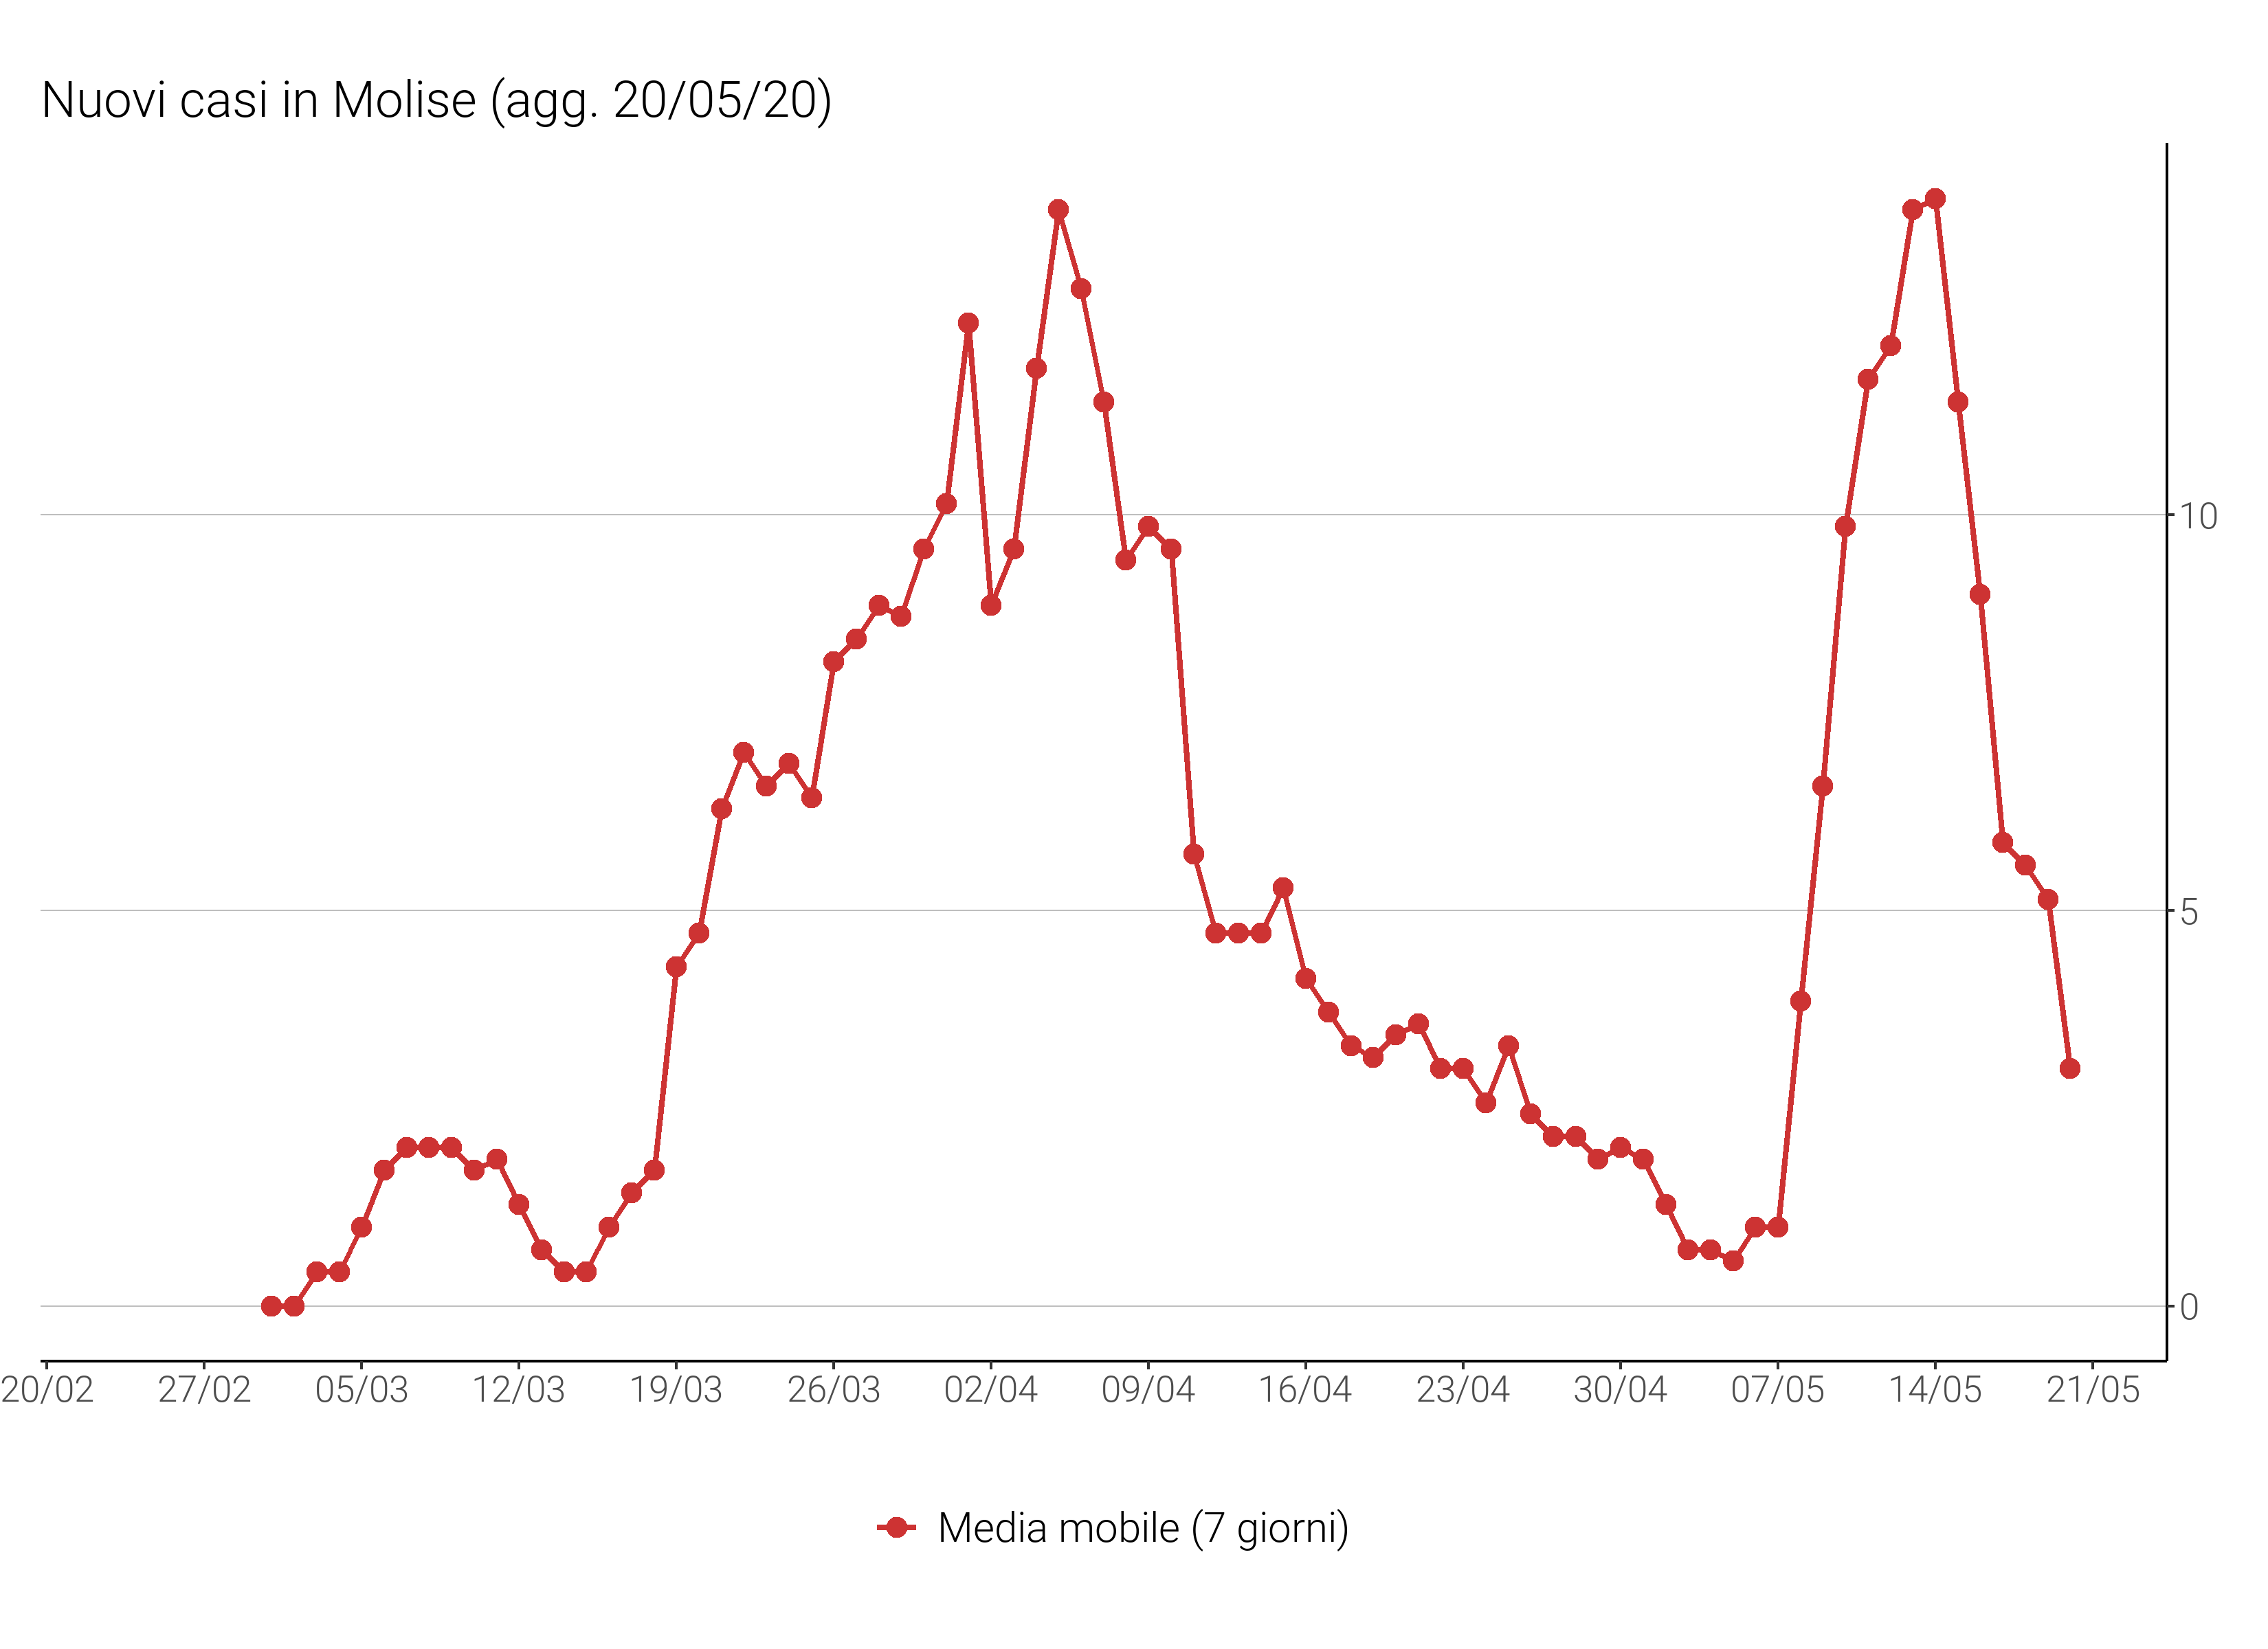 Nuovi casi in Molise (agg. 20/05/20)
10
5
0
20/02 27/02 05/03 12/03 19/03 26/03 02/04 09/04 16/04 23/04 30/04 07/05 14/05 21/05
Media mobile (7 giorni)